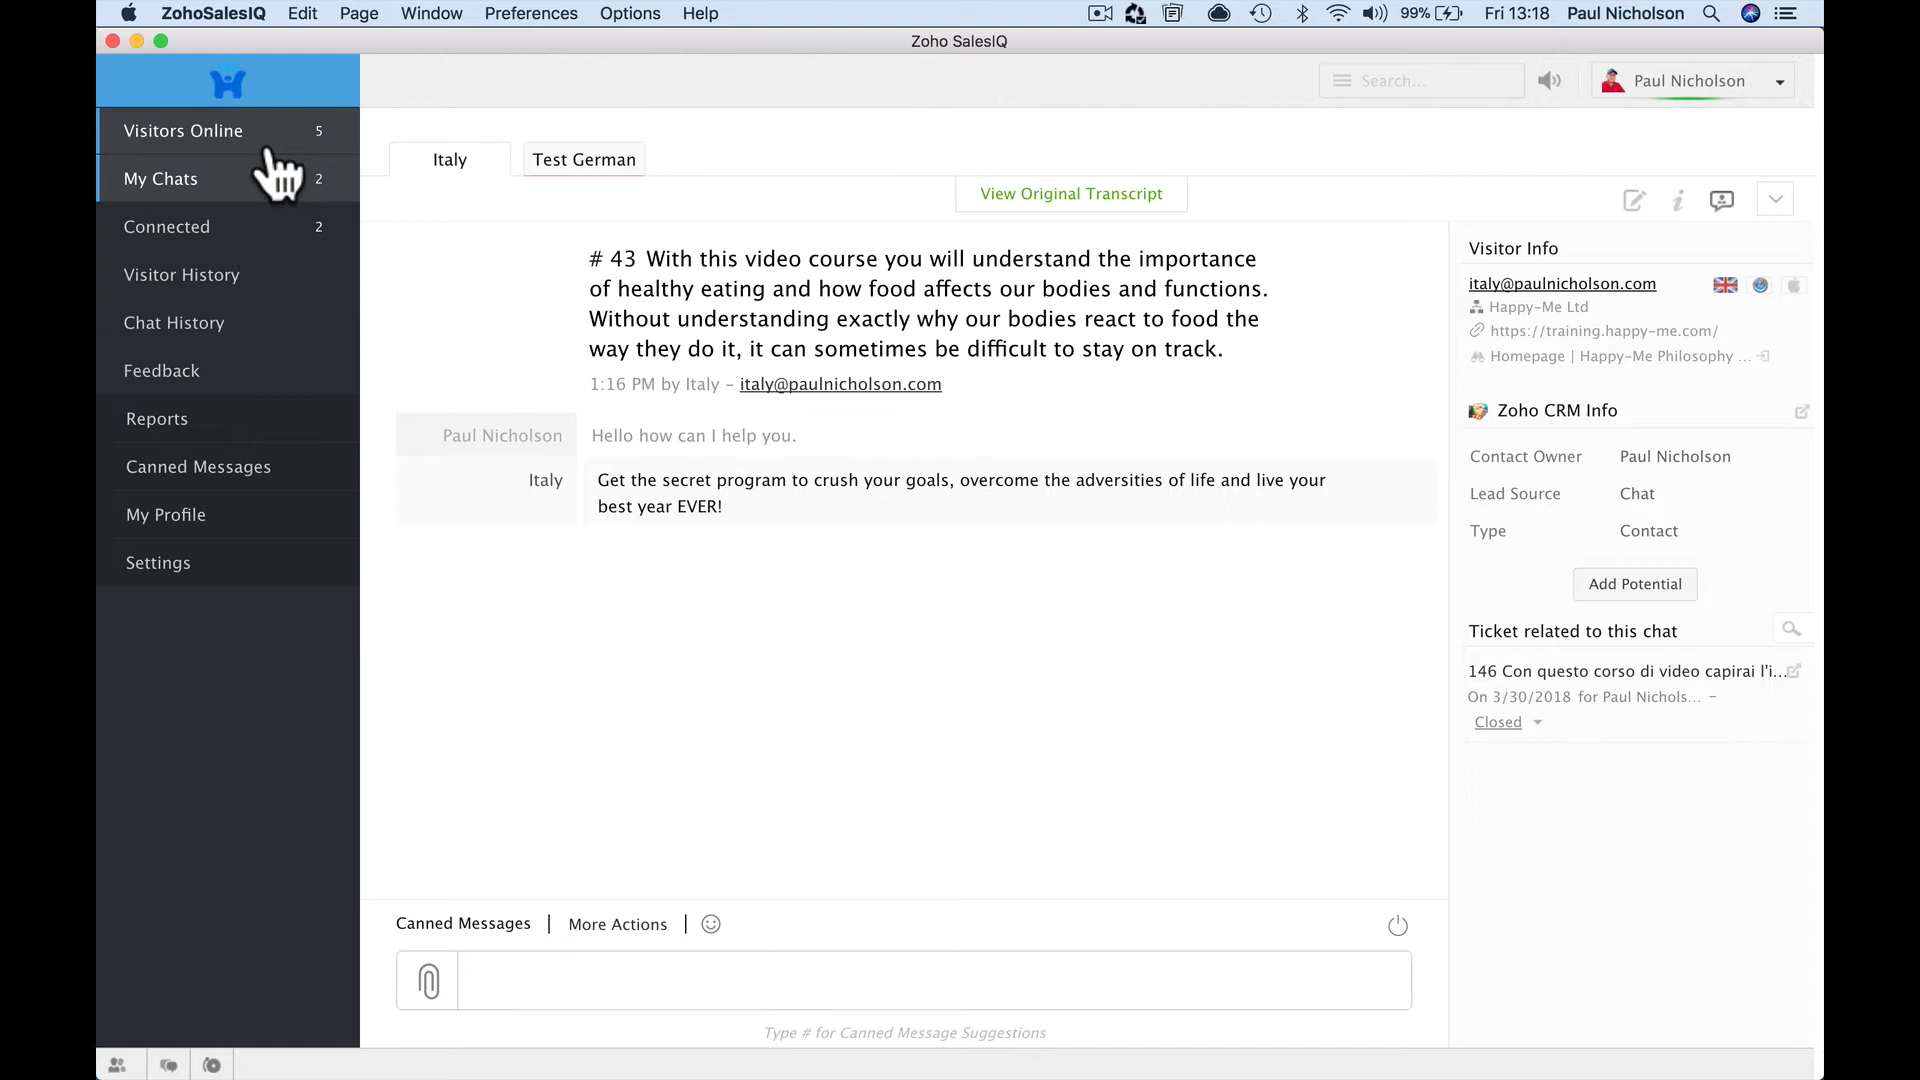 ZohoSalesIQ Edit Page Window Preferences Options Help 99% Fri 13:18 Paul Nicholson
Zoho SalesIQ
Search... Paul Nicholson
Visitors Online 5
My Chats 2
Connected 2
Visitor History
Chat History
Feedback
Reports
Canned Messages
My Profile
Settings
Italy Test German
View Original Transcript
# 43 With this video course you will understand the importance
of healthy eating and how food affects our bodies and functions.
Without understanding exactly why our bodies react to food the
way they do it, it can sometimes be difficult to stay on track.
1:16 PM by Italy – italy@paulnicholson.com
Paul Nicholson Hello how can I help you.
Italy Get the secret program to crush your goals, overcome the adversities of life and live your
best year EVER!
Canned Messages | More Actions |
Type # for Canned Message Suggestions
Visitor Info
italy@paulnicholson.com
Happy-Me Ltd
https://training.happy-me.com/
Homepage | Happy-Me Philosophy ...
Zoho CRM Info
Contact Owner Paul Nicholson
Lead Source Chat
Type Contact
Add Potential
Ticket related to this chat
146 Con questo corso di video capirai l'i...
On 3/30/2018 for Paul Nichols... –
Closed